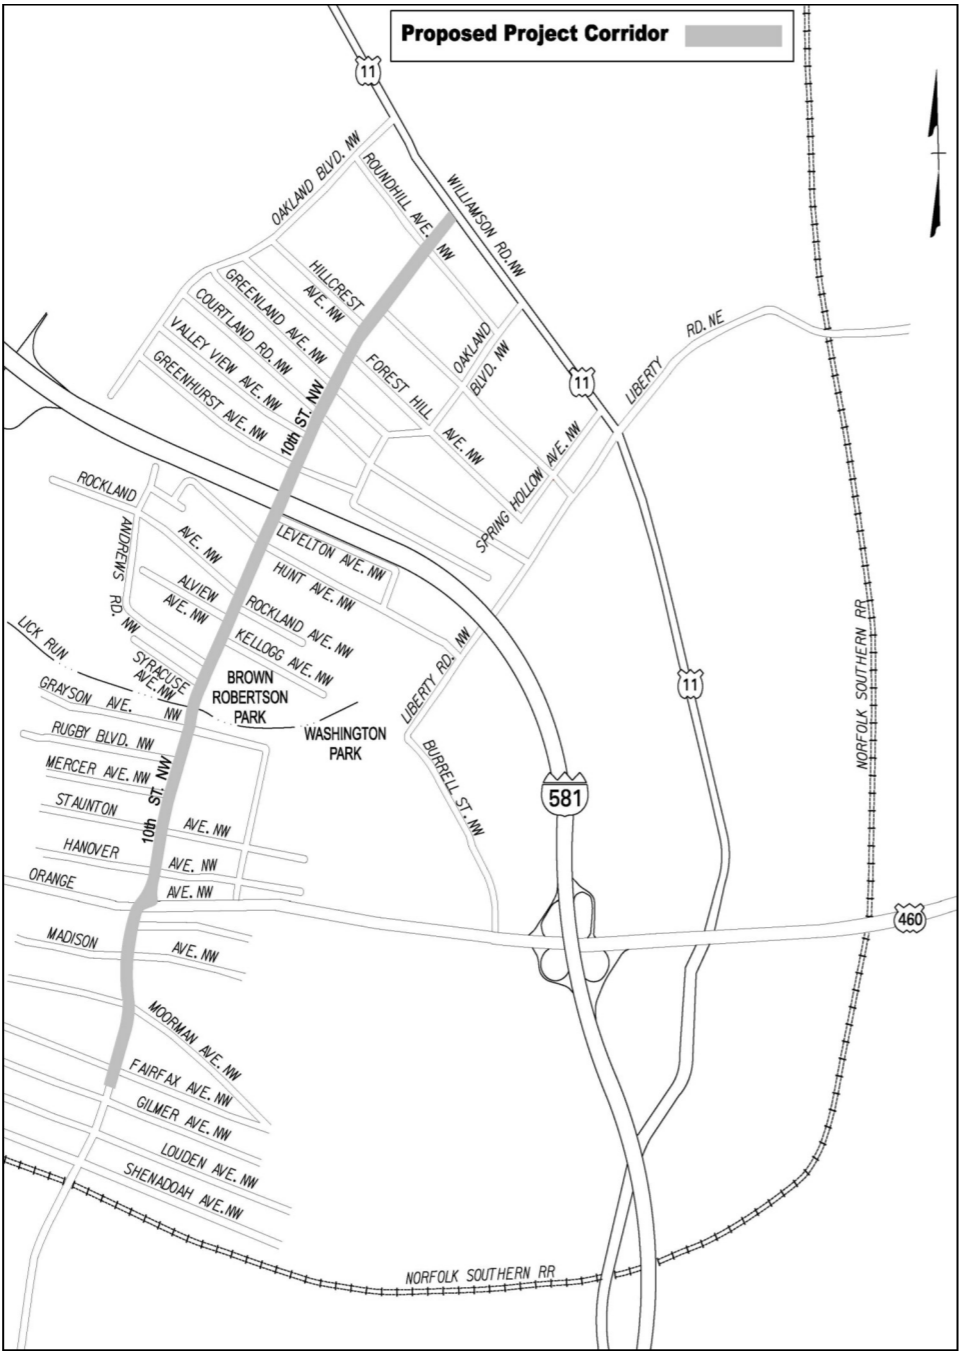 Proposed Project Corridor
11
OAKLAND BLVD. NW
ROUNDHILL AVE. NW
WILLIAMSON RD. NW
HILLCREST
AVE. NW
GREENLAND AVE. NW
COURTLAND RD. NW
VALLEY VIEW AVE. NW
GREENHURST AVE. NW
10th ST. NW
FOREST HILL
AVE. NW
OAKLAND
BLVD. NW
11
LIBERTY
RD. NE
SPRING HOLLOW AVE. NW
ROCKLAND
AVE. NW
ANDREWS
RD. NW
LEVELTON AVE. NW
HUNT AVE. NW
ALVIEW
AVE. NW
ROCKLAND AVE. NW
KELLOGG AVE. NW
LICK RUN
SYRACUSE
AVE. NW
BROWN
ROBERTSON
PARK
WASHINGTON
PARK
LIBERTY RD. NW
BURRELL ST. NW
11
NORFOLK SOUTHERN RR
GRAYSON AVE. NW
RUGBY BLVD. NW
MERCER AVE. NW
10th ST. NW
STAUNTON
AVE. NW
HANOVER
AVE. NW
ORANGE
AVE. NW
581
460
MADISON
AVE. NW
MOORMAN AVE. NW
FAIRFAX AVE. NW
GILMER AVE. NW
LOUDEN AVE. NW
SHENADOAH AVE. NW
NORFOLK SOUTHERN RR